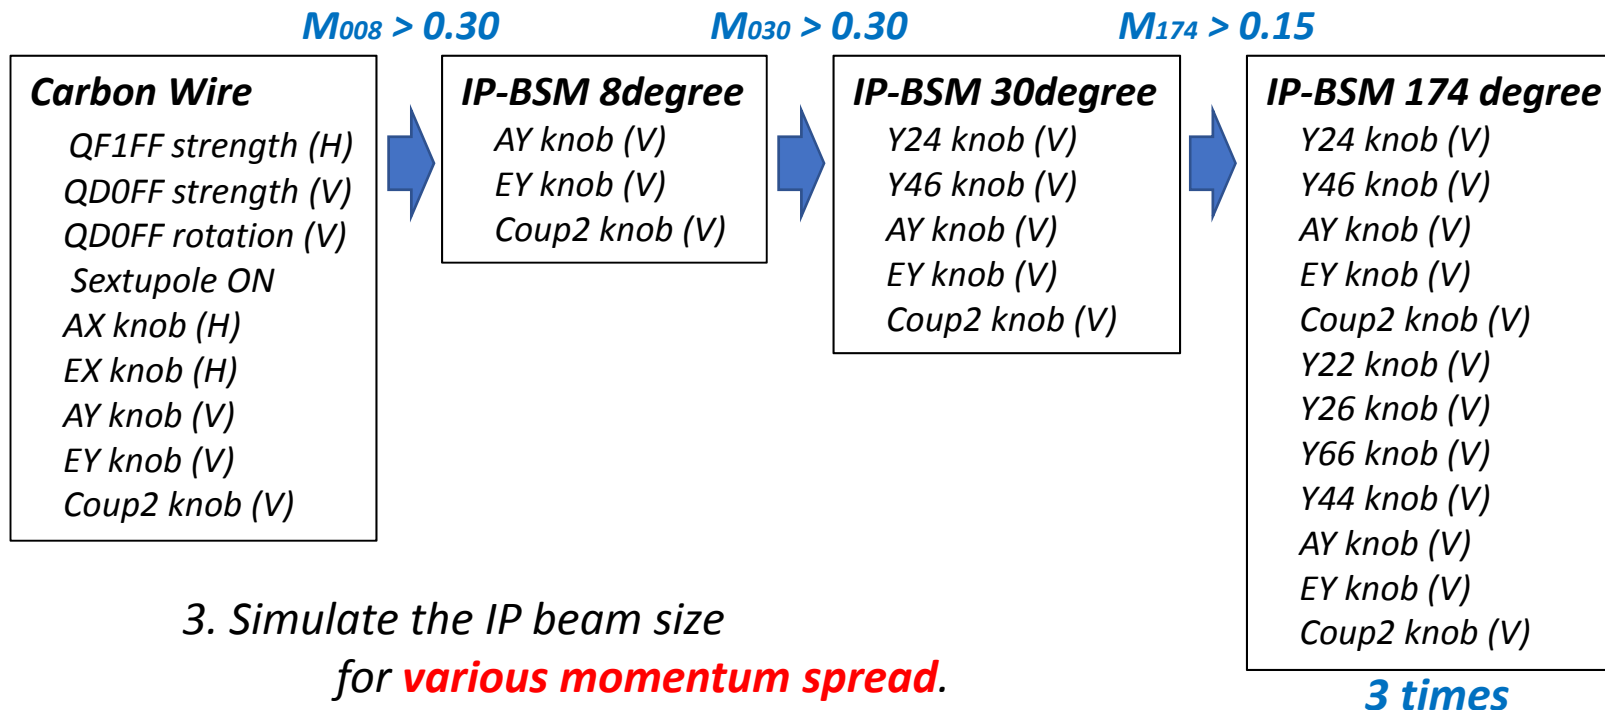 M008 > 0.30
M030 > 0.30
M174 > 0.15
Carbon Wire
QF1FF strength (H)
QD0FF strength (V)
QD0FF rotation (V)
Sextupole ON
AX knob (H)
EX knob (H)
AY knob (V)
EY knob (V)
Coup2 knob (V)
IP-BSM 8degree
AY knob (V)
EY knob (V)
Coup2 knob (V)
IP-BSM 30degree
Y24 knob (V)
Y46 knob (V)
AY knob (V)
EY knob (V)
Coup2 knob (V)
IP-BSM 174 degree
Y24 knob (V)
Y46 knob (V)
AY knob (V)
EY knob (V)
Coup2 knob (V)
Y22 knob (V)
Y26 knob (V)
Y66 knob (V)
Y44 knob (V)
AY knob (V)
EY knob (V)
Coup2 knob (V)
3 times
3. Simulate the IP beam size
for various momentum spread.